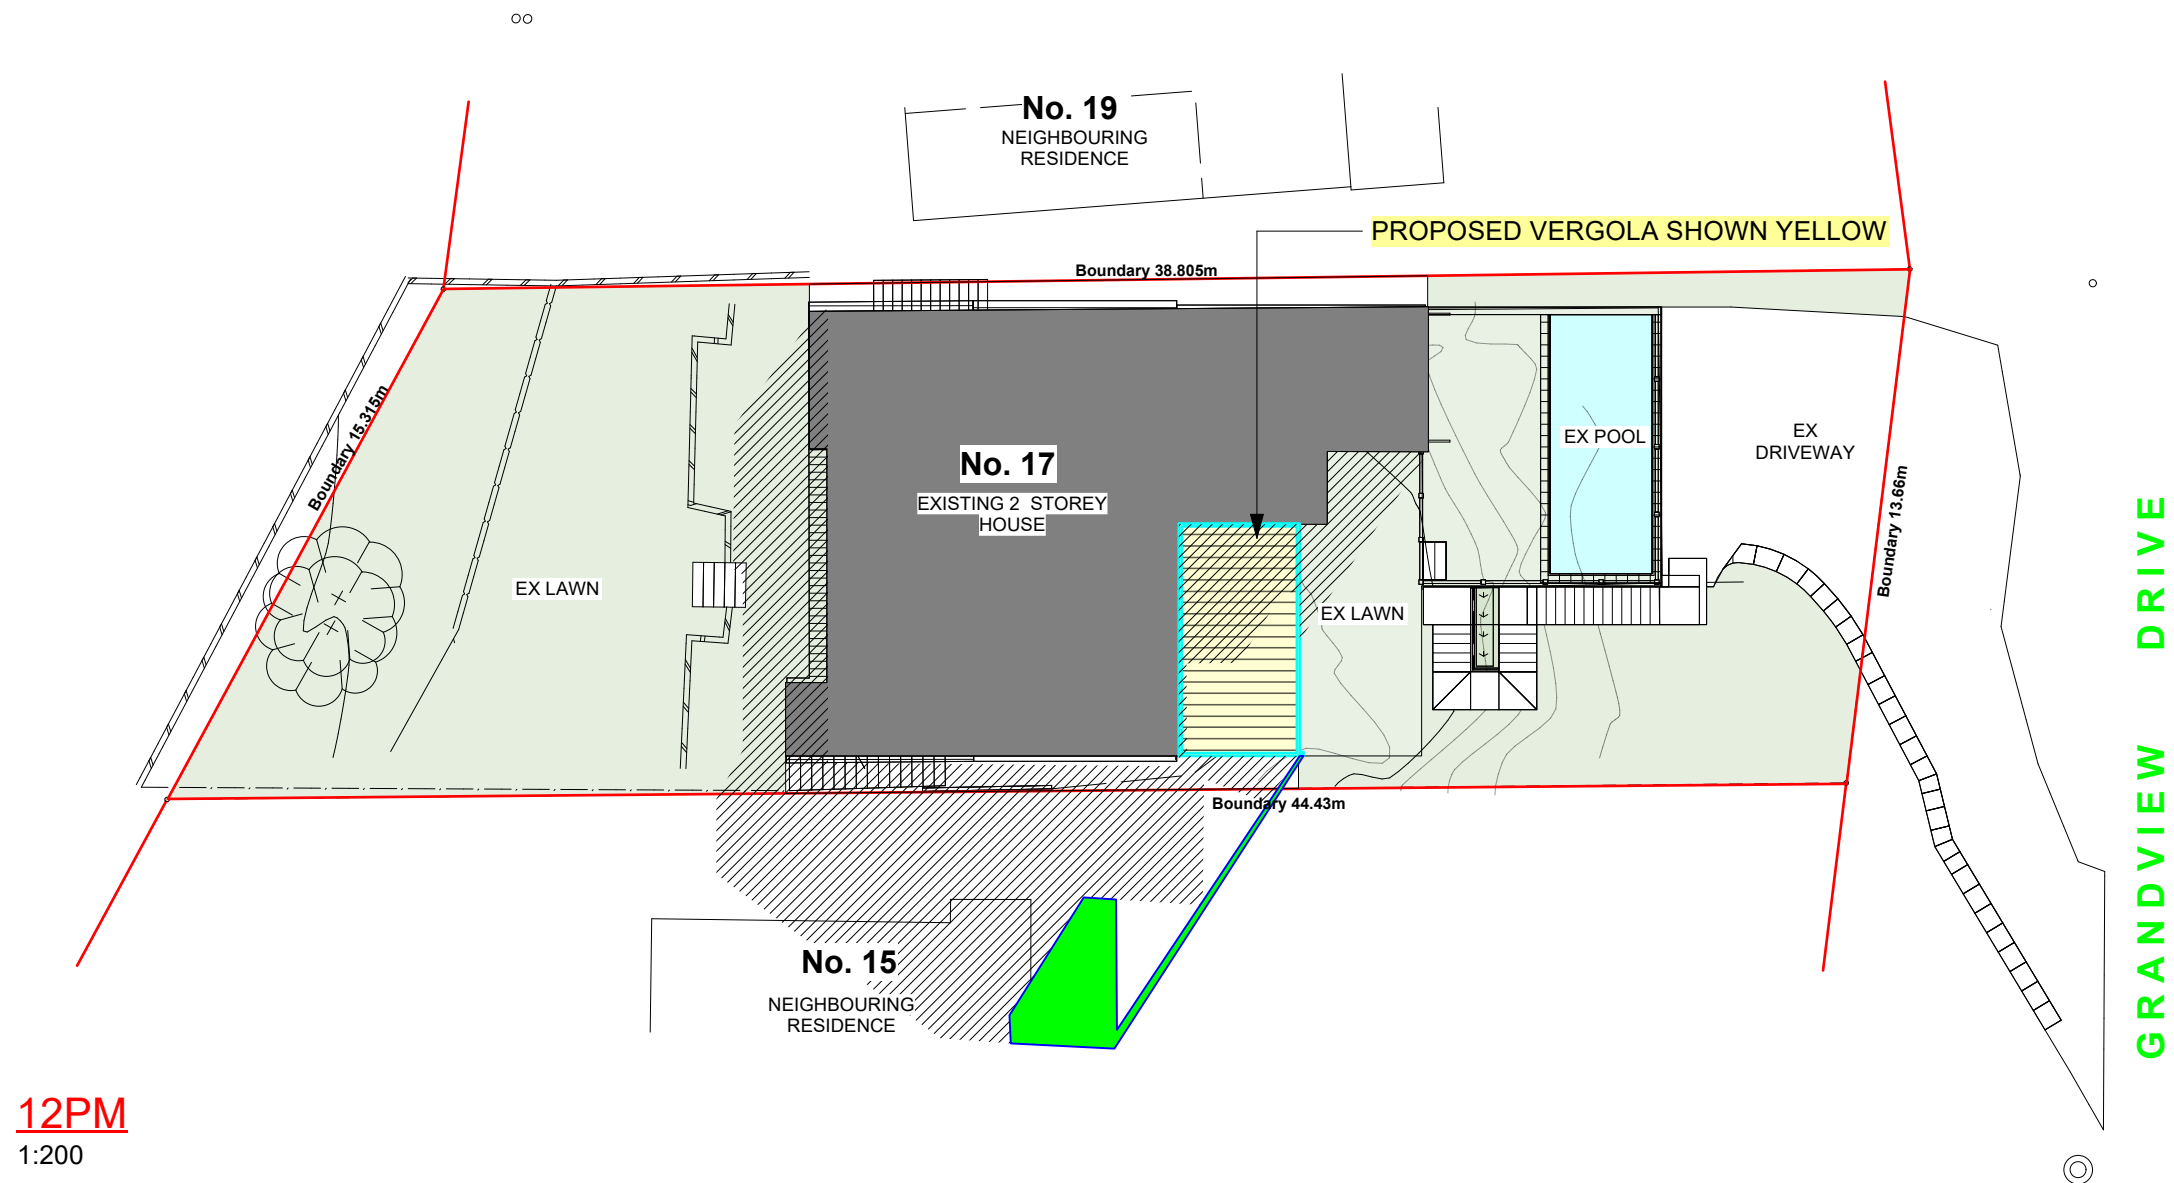 No. 19
NEIGHBOURING
RESIDENCE
PROPOSED VERGOLA SHOWN YELLOW
Boundary 38.805m
Boundary 15.315m
No. 17
EXISTING 2 STOREY
HOUSE
EX POOL
EX
DRIVEWAY
Boundary 13.66m
EX LAWN
EX LAWN
GRANDVIEW DRIVE
Boundary 44.43m
No. 15
NEIGHBOURING
RESIDENCE
12PM
1:200